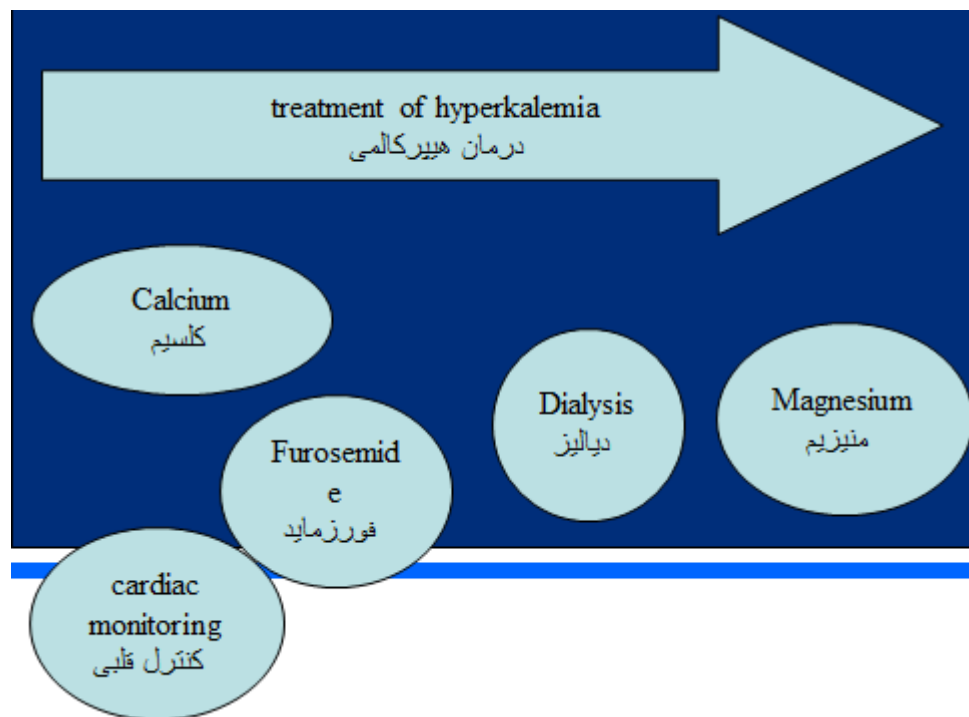 treatment of hyperkalemia
درمان هیپرکالمی
Calcium
کلسیم
Furosemid
e
فورزماید
Dialysis
دیالیز
Magnesium
منیزیم
cardiac
monitoring
کنترل قلبی